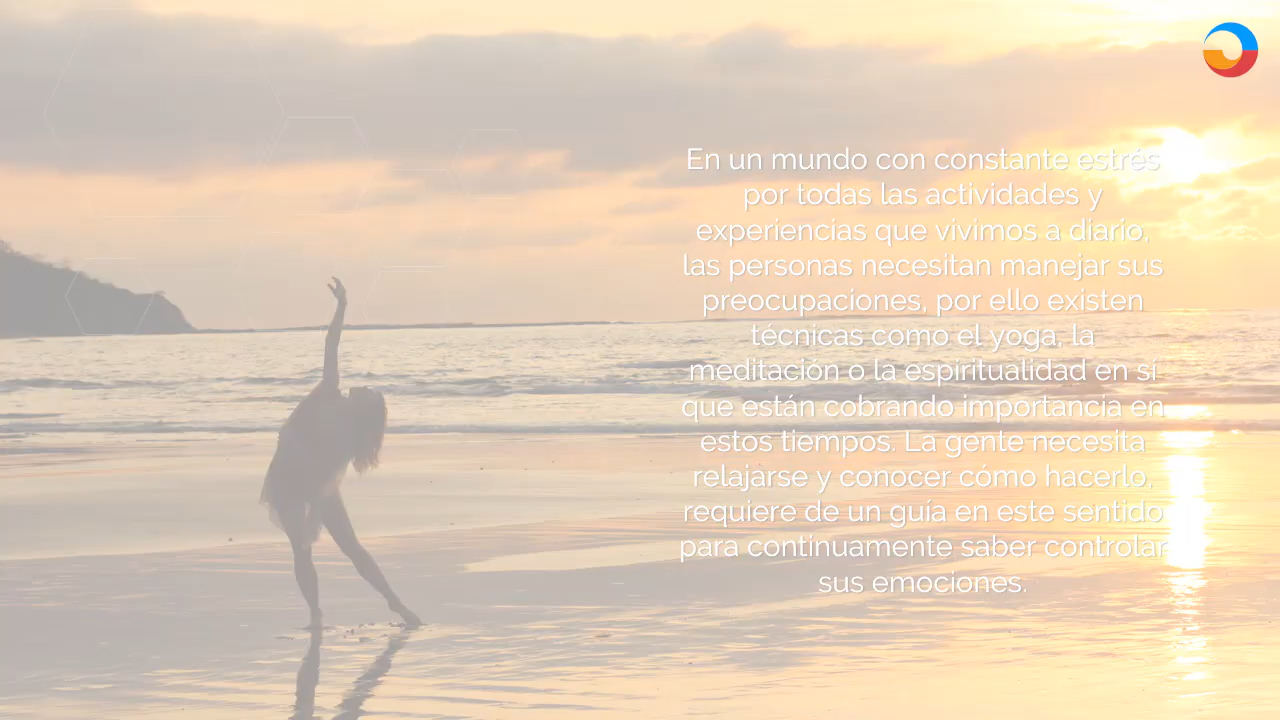 En un mundo con constante estrés
por todas las actividades y
experiencias que vivimos a diario,
las personas necesitan manejar sus
preocupaciones, por ello existen
técnicas como el yoga, la
meditación o la espiritualidad en sí
que están cobrando importancia en
estos tiempos. La gente necesita
relajarse y conocer cómo hacerlo,
requiere de un guía en este sentido
para continuamente saber controlar
sus emociones.